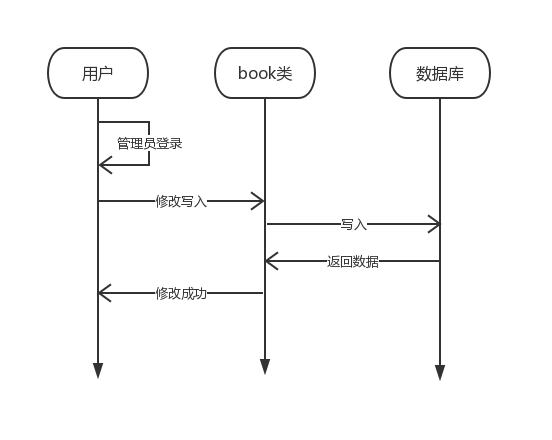 用户
book类
数据库
管理员登录
修改写入
写入
返回数据
修改成功